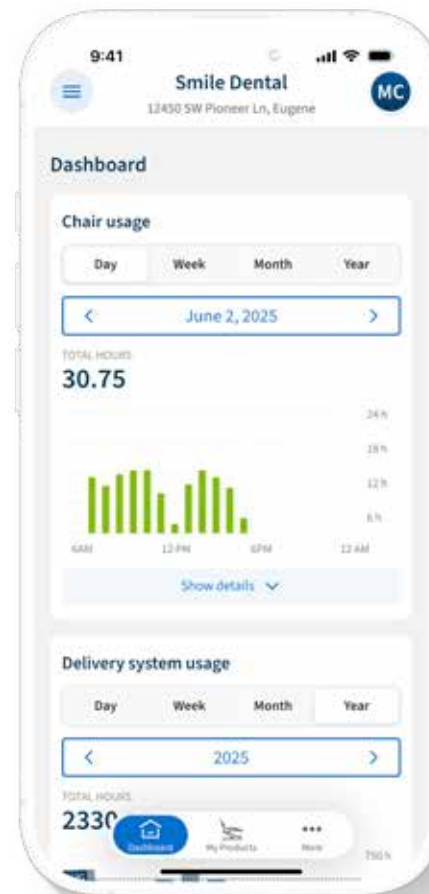 9:41
Smile Dental
MC
12450 SW Pioneer Ln, Eugene
Dashboard
Chair usage
Day Week Month Year
June 2, 2025
TOTAL HOURS
30.75
24 h
18 h
12 h
6 h
6AM 12 PM 6PM 12 AM
Show details
Delivery system usage
Day Week Month Year
2025
TOTAL HOURS
2330
Dashboard My Products More
750 h